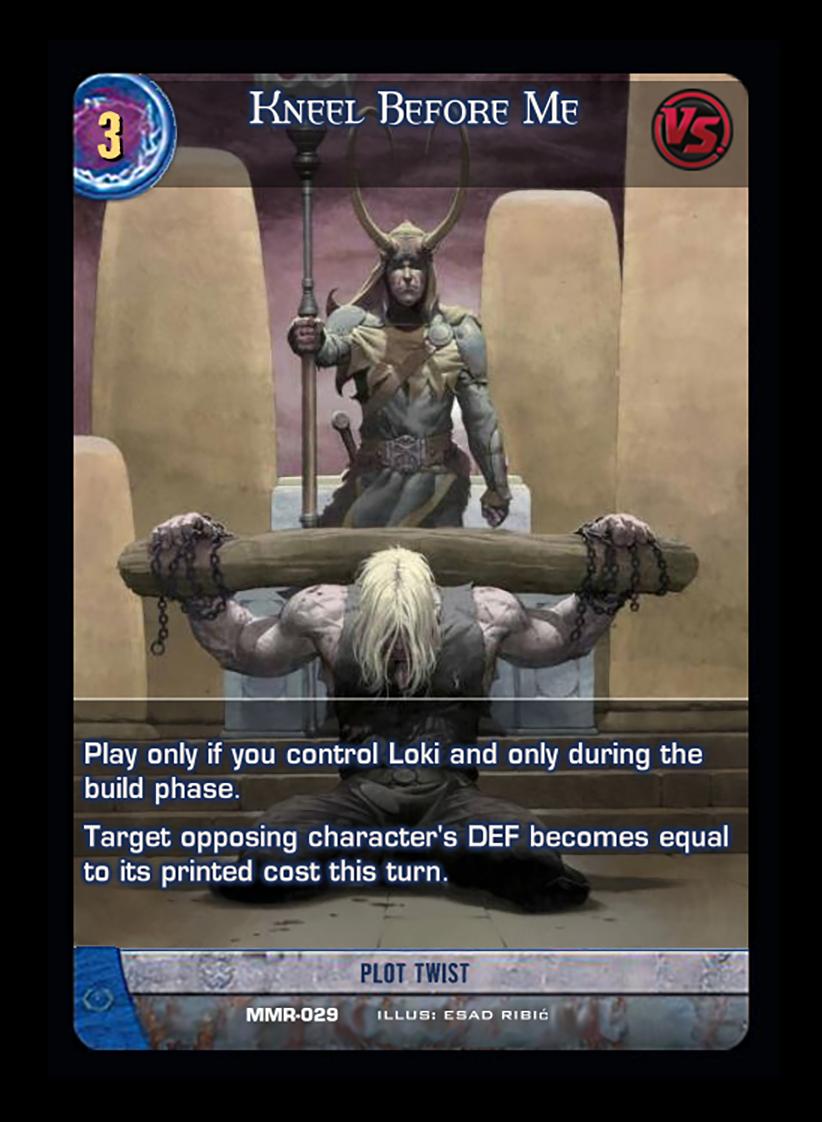 3
Kneel Before Me
VS.
Play only if you control Loki and only during the
build phase.
Target opposing character's DEF becomes equal
to its printed cost this turn.
PLOT TWIST
MMR-029 ILLUS: ESAD RIBIĆ